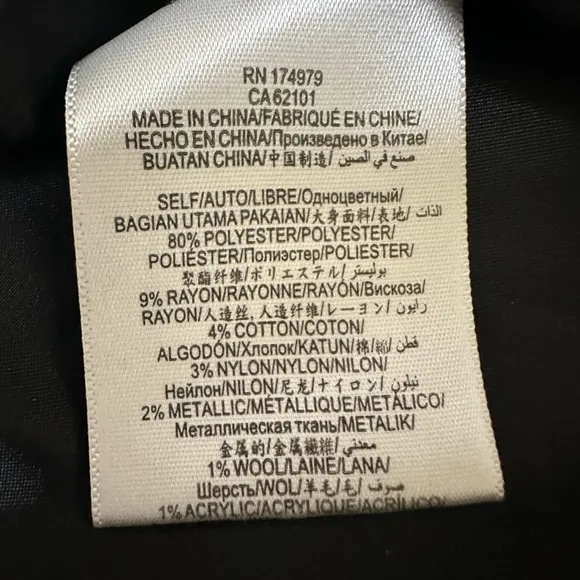 RN 174979
CA 62101
MADE IN CHINA/FABRIQUÉ EN CHINE/
HECHO EN CHINA/Произведено в Китае/
BUATAN CHINA/中国制造/ صنع في الصين/
SELF/AUTO/LIBRE/Одноцветный/
BAGIAN UTAMA PAKAIAN/大身面料/表地/ الذات/
80% POLYESTER/POLYESTER/
POLIÉSTER/Полиэстер/POLIESTER/
聚酯纤维/ポリエステル/ بوليستر/
9% RAYON/RAYONNE/RAYÓN/Вискоза/
RAYON/人造丝, 人造纤维/レーヨン/ رايون/
4% COTTON/COTON/
ALGODÓN/Хлопок/KATUN/棉/綿/ قطن/
3% NYLON/NYLON/NILÓN/
Нейлон/NILON/尼龙/ナイロン/ نيلون/
2% METALLIC/MÉTALLIQUE/METÁLICO/
Металлическая ткань/METALIK/
金属的/金属繊維/ معدني/
1% WOOL/LAINE/LANA/
Шерсть/WOL/羊毛/毛/ صوف/
1% ACRYLIC/ACRYLIQUE/ACRÍLICO/